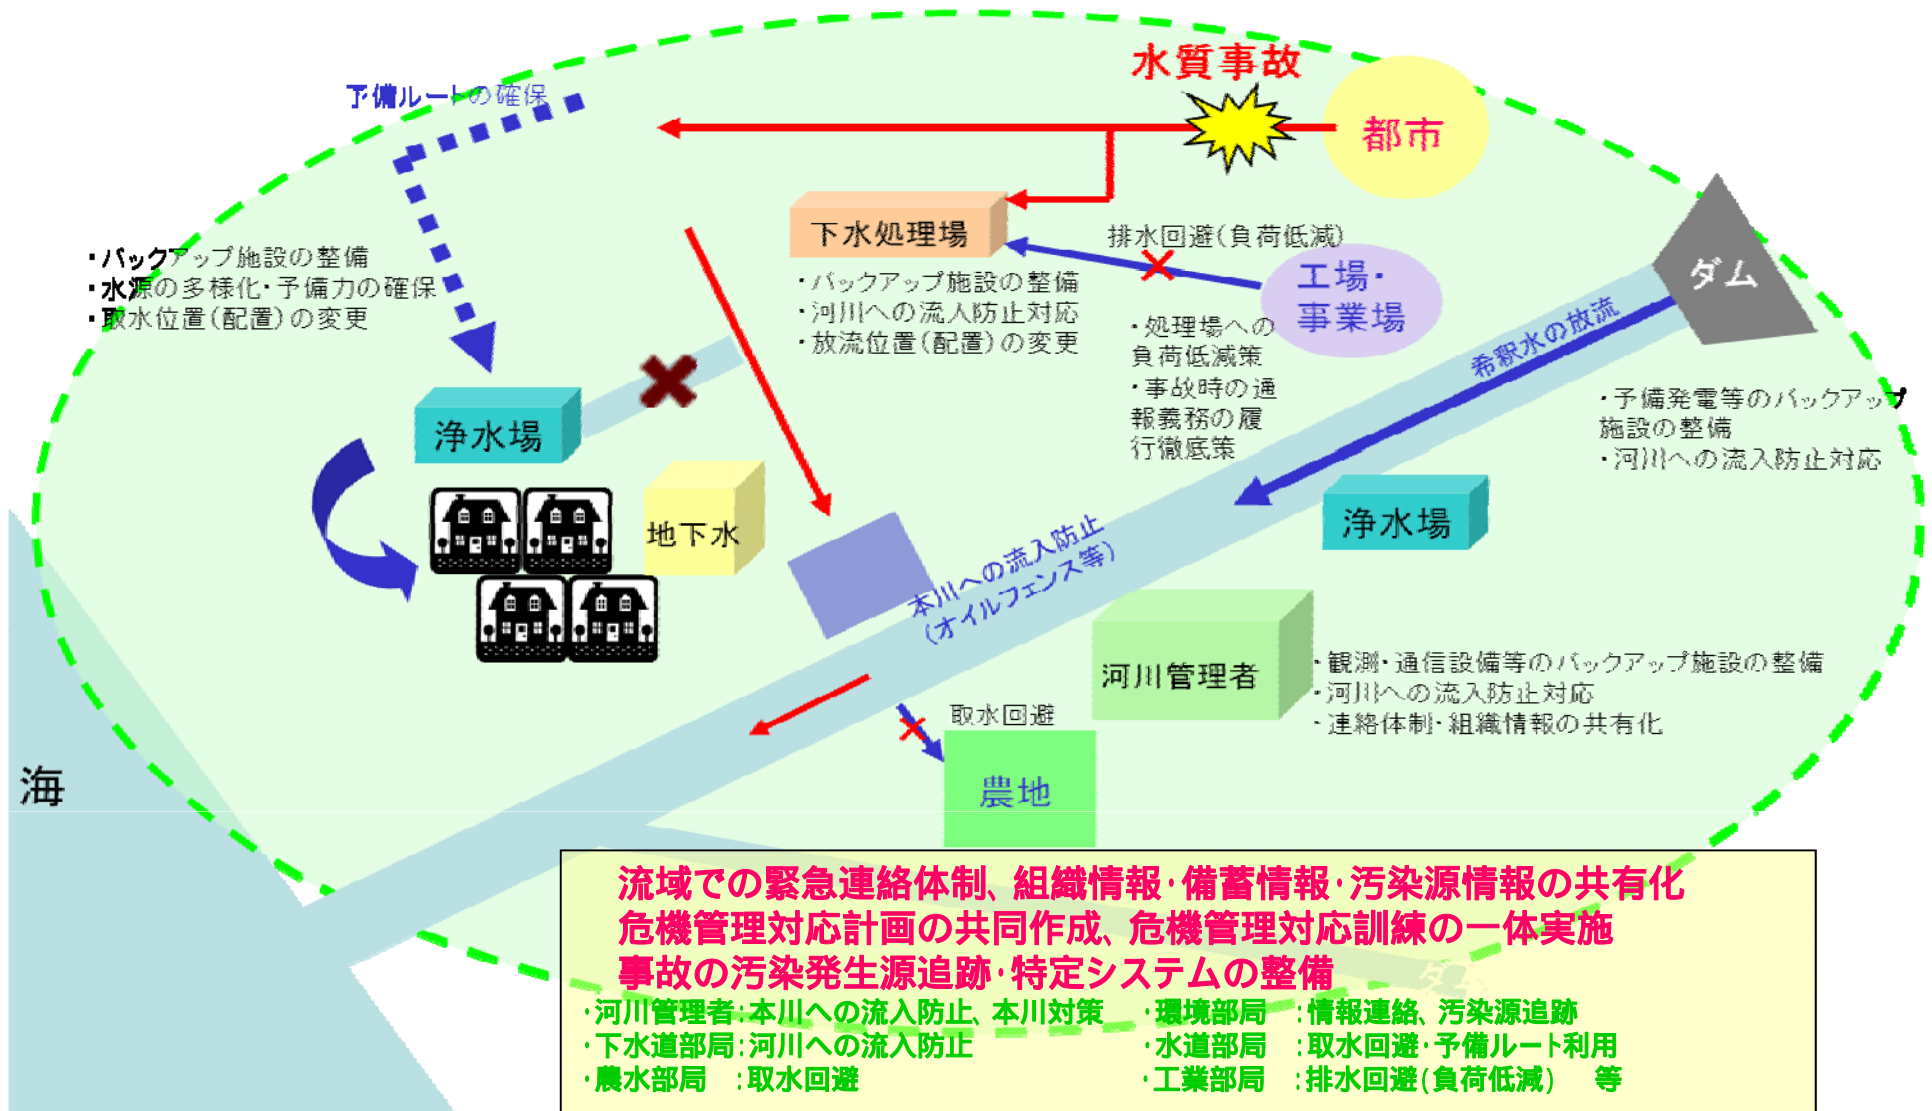 水質事故
都市
予備ルートの確保
・バックアップ施設の整備
・水源の多様化・予備力の確保
・取水位置(配置)の変更
下水処理場
・バックアップ施設の整備
・河川への流入防止対応
・放流位置(配置)の変更
排水回避(負荷低減)
工場・
事業場
・処理場への
負荷低減策
・事故時の通
報義務の履
行徹底策
ダム
希釈水の放流
・予備発電等のバックアップ
施設の整備
・河川への流入防止対応
浄水場
地下水
浄水場
本川への流入防止
(オイルフェンス等)
河川管理者
・観測・通信設備等のバックアップ施設の整備
・河川への流入防止対応
・連絡体制・組織情報の共有化
取水回避
農地
海
流域での緊急連絡体制、組織情報・備蓄情報・汚染源情報の共有化
危機管理対応計画の共同作成、危機管理対応訓練の一体実施
事故の汚染発生源追跡・特定システムの整備
・河川管理者:本川への流入防止、本川対策 ・環境部局 :情報連絡、汚染源追跡
・下水道部局:河川への流入防止 ・水道部局 :取水回避・予備ルート利用
・農水部局 :取水回避 ・工業部局 :排水回避(負荷低減) 等